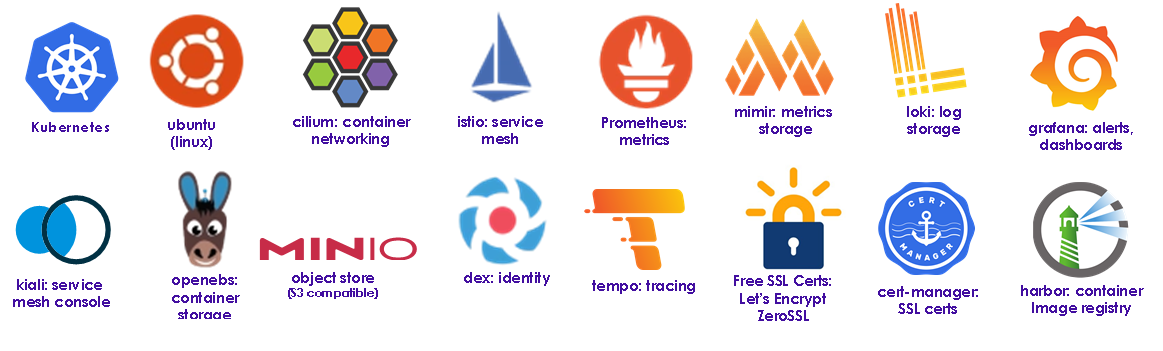 Kubernetes
ubuntu
(linux)
cilium: container
networking
istio: service
mesh
Prometheus:
metrics
mimir: metrics
storage
loki: log
storage
grafana: alerts,
dashboards
kiali: service
mesh console
openebs:
container
storage
MINIO
object store
(S3 compatible)
dex: identity
tempo: tracing
Free SSL Certs:
Let's Encrypt
ZeroSSL
CERT
MANAGER
cert-manager:
SSL certs
harbor: container
Image registry